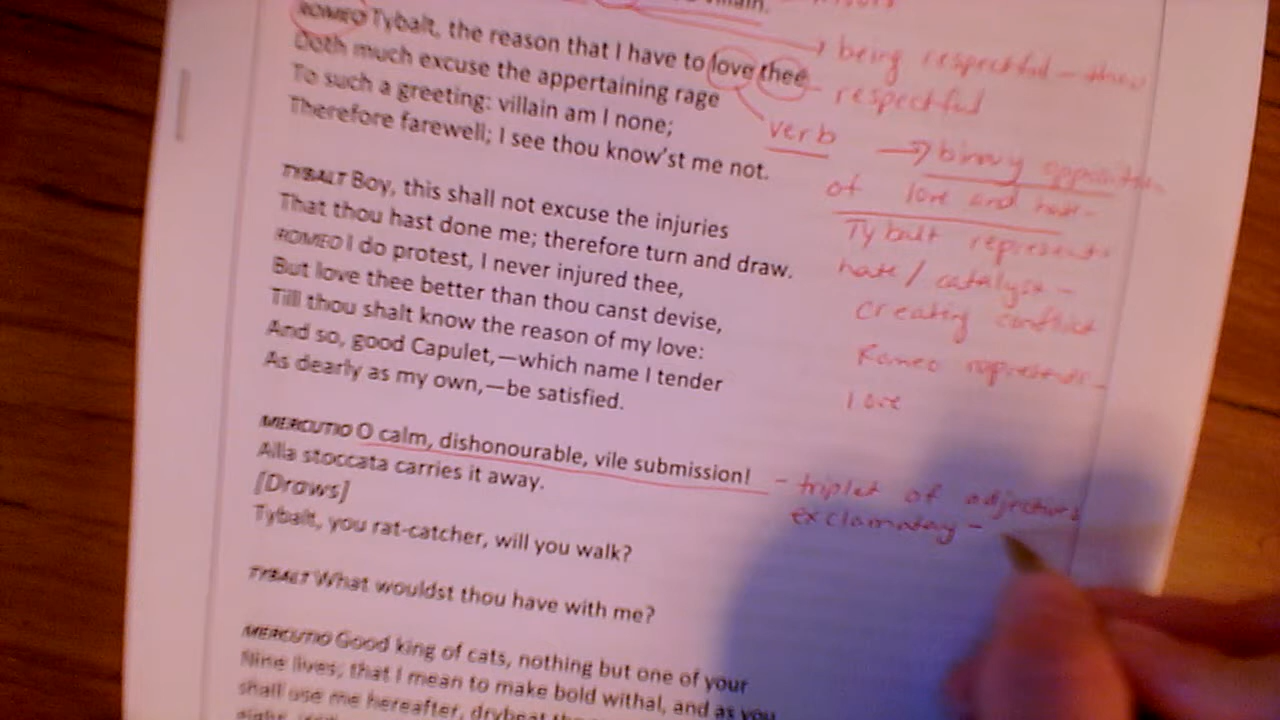 villain.
ROMEO Tybalt, the reason that I have to love thee
Doth much excuse the appertaining rage
To such a greeting: villain am I none;
Therefore farewell; I see thou know'st me not.
TYBALT Boy, this shall not excuse the injuries
That thou hast done me; therefore turn and draw.
ROMEO I do protest, I never injured thee,
But love thee better than thou canst devise,
Till thou shalt know the reason of my love:
And so, good Capulet,—which name I tender
As dearly as my own,—be satisfied.
MERCUTIO O calm, dishonourable, vile submission!
Alla stoccata carries it away.
[Draws]
Tybalt, you rat-catcher, will you walk?
TYBALT What wouldst thou have with me?
MERCUTIO Good king of cats, nothing but one of your
Nine lives; that I mean to make bold withal, and as you
shall use me hereafter, drybeat the
being respectful -
- respectful
verb
→ binary opposition
of love and hate -
Tybalt represents
hate / catalyst -
creating conflict
Romeo represents
love
- triplet of adjectives
exclamatory -